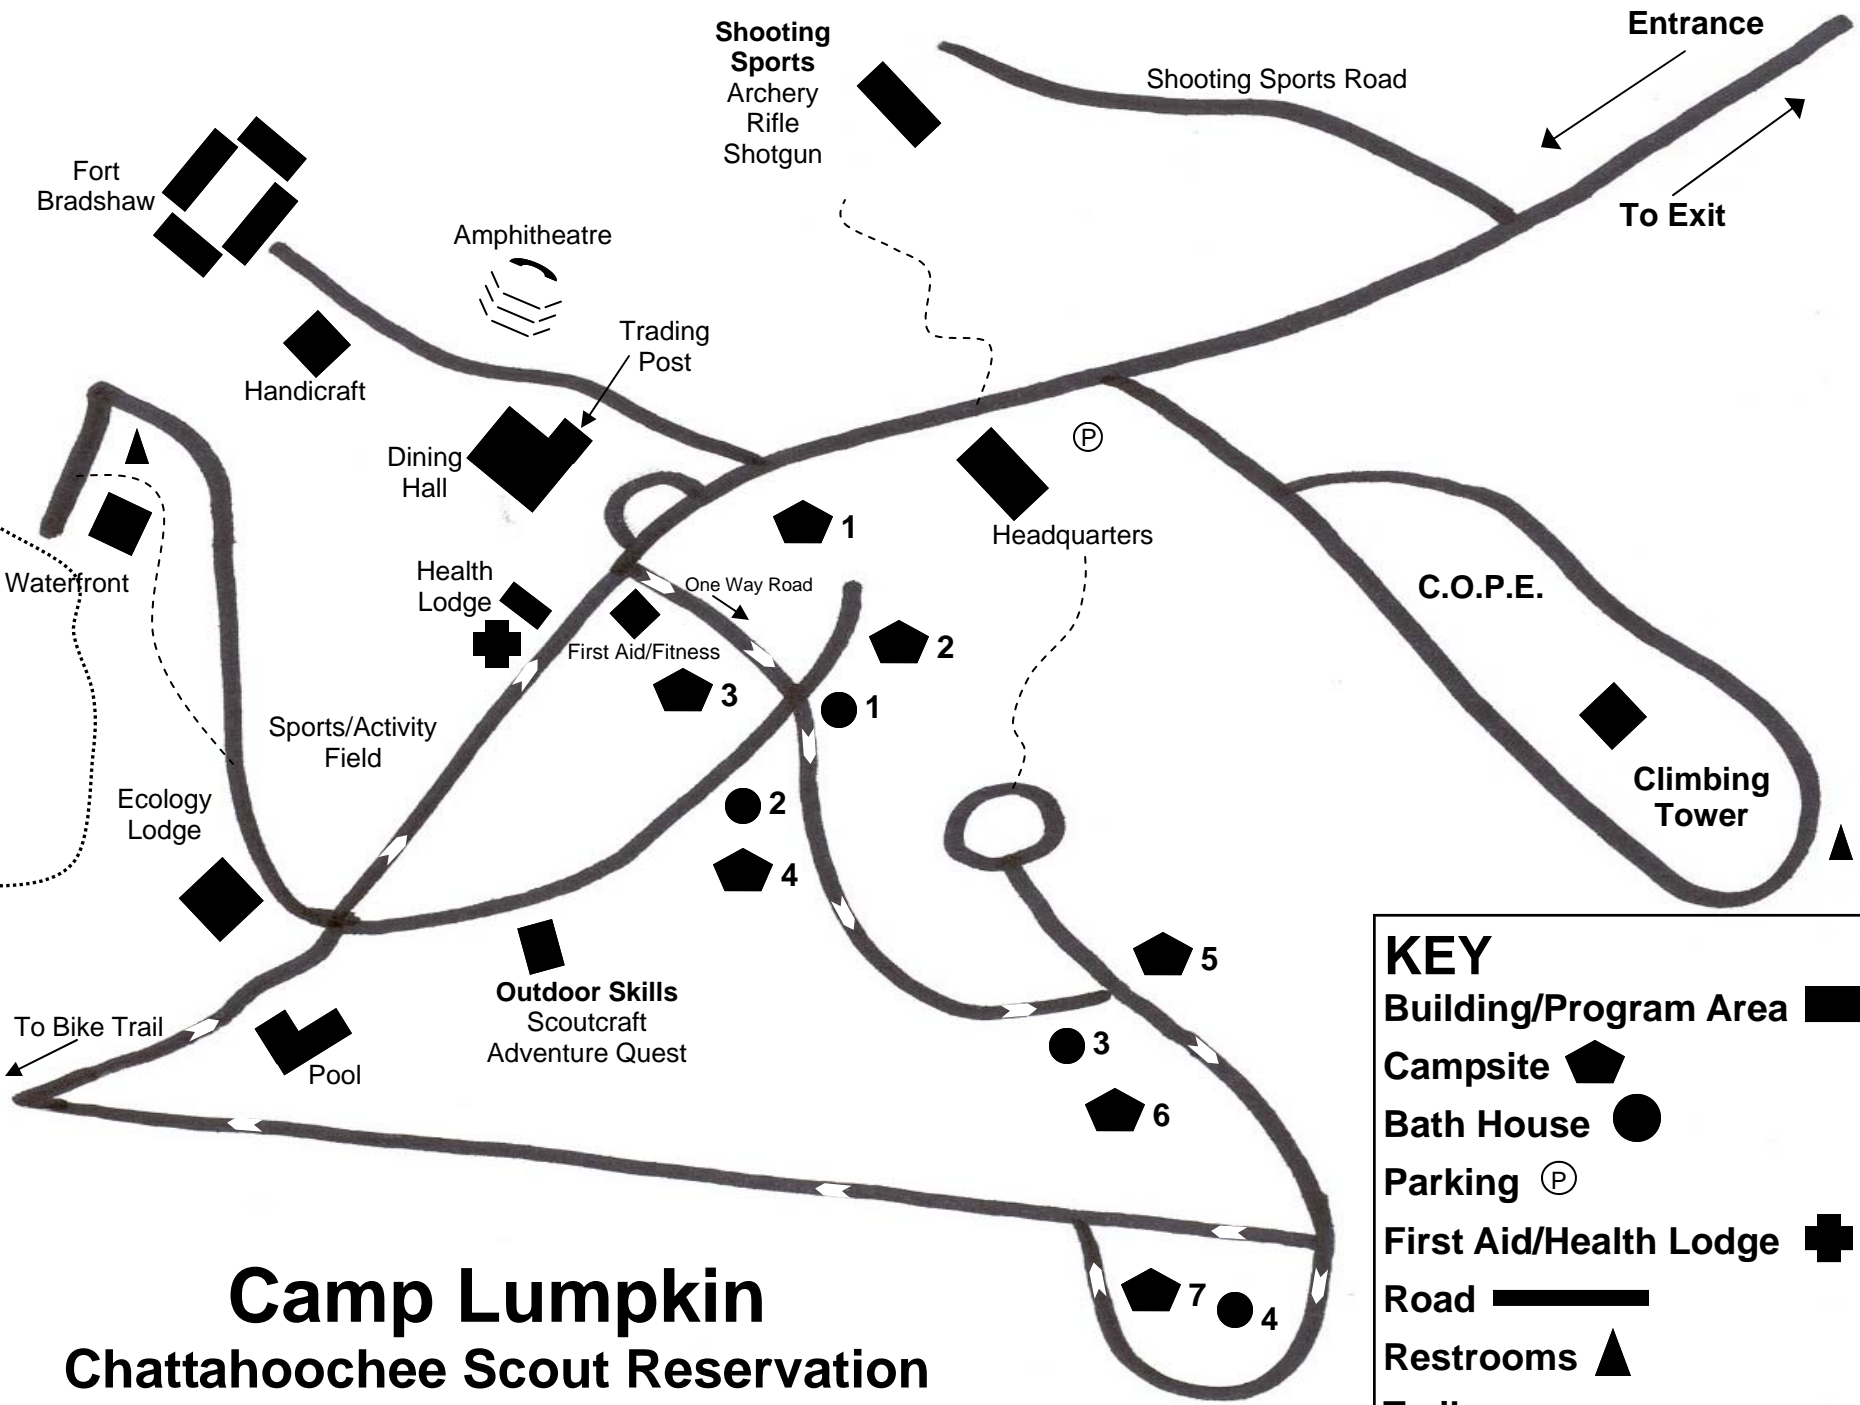 Entrance
Shooting
Sports
Archery
Rifle
Shotgun
Shooting Sports Road
To Exit
Fort
Bradshaw
Amphitheatre
Trading
Post
Handicraft
P
Dining
Hall
1
Headquarters
Waterfront
Health
Lodge
One Way Road
C.O.P.E.
First Aid/Fitness
2
3
1
Sports/Activity
Field
Climbing
Tower
Ecology
Lodge
2
4
5
Outdoor Skills
Scoutcraft
Adventure Quest
To Bike Trail
Pool
3
6
7
4
KEY
Building/Program Area
Campsite
Bath House
Parking P
First Aid/Health Lodge
Road
Restrooms
Camp Lumpkin
Chattahoochee Scout Reservation